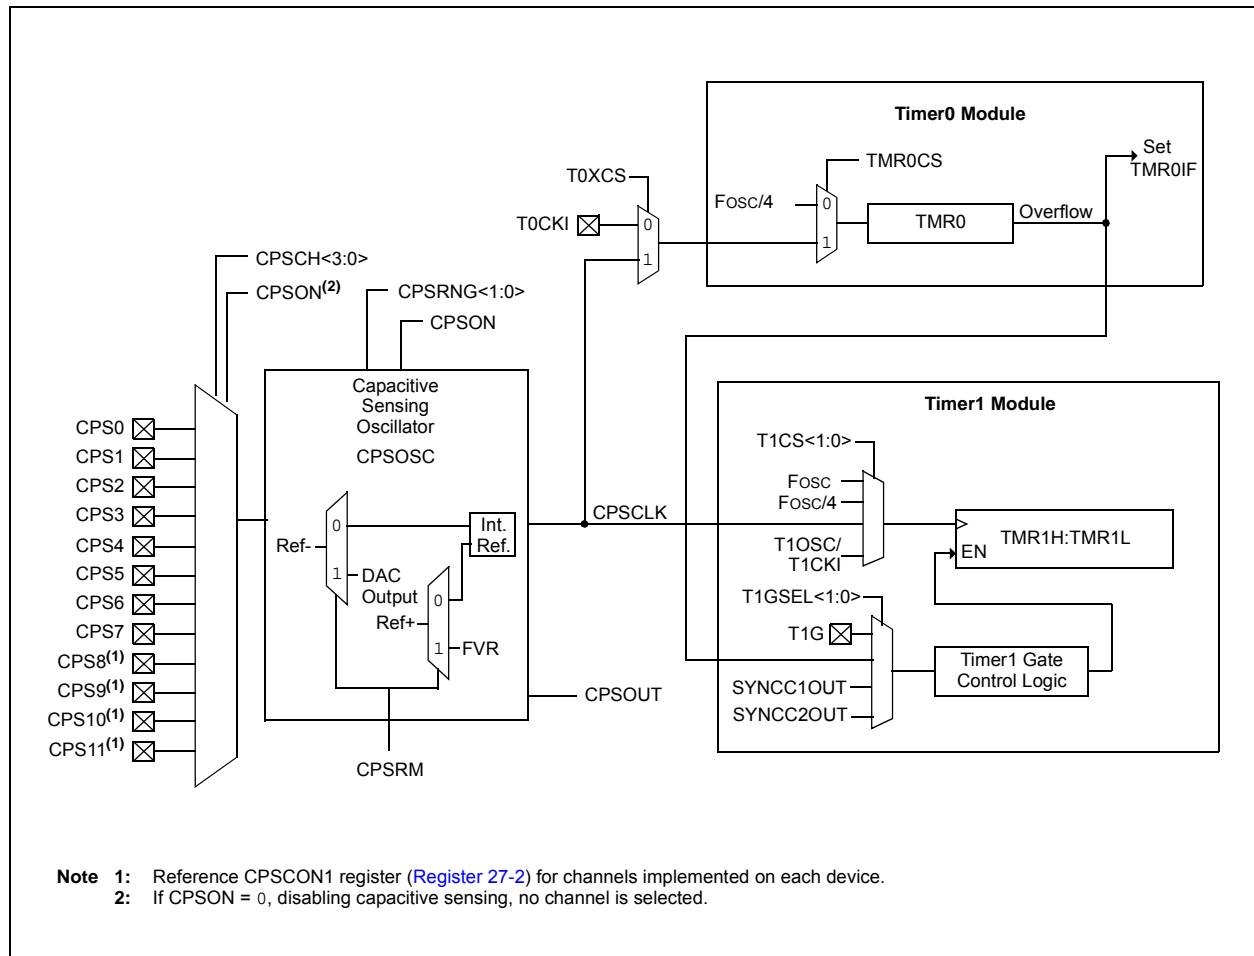 Timer0 Module
Set
TMR0IF
TMR0CS
T0XCS
FOSC/4
0
1
TMR0
Overflow
T0CKI
0
1
CPSCH<3:0>
CPSON(2)
CPSRNG<1:0>
CPSON
Capacitive
Sensing
Oscillator
CPSOSC
CPS0
CPS1
CPS2
CPS3
CPS4
CPS5
CPS6
CPS7
CPS8(1)
CPS9(1)
CPS10(1)
CPS11(1)
Ref-
0
1
DAC
Output
Int.
Ref.
Ref+
0
1
FVR
CPSRM
CPSCLK
CPSOUT
Timer1 Module
T1CS<1:0>
FOSC
FOSC/4
T1OSC/
T1CKI
TMR1H:TMR1L
EN
T1GSEL<1:0>
T1G
SYNCC1OUT
SYNCC2OUT
Timer1 Gate
Control Logic
Note 1: Reference CPSCON1 register (Register 27-2) for channels implemented on each device.
2: If CPSON = 0, disabling capacitive sensing, no channel is selected.